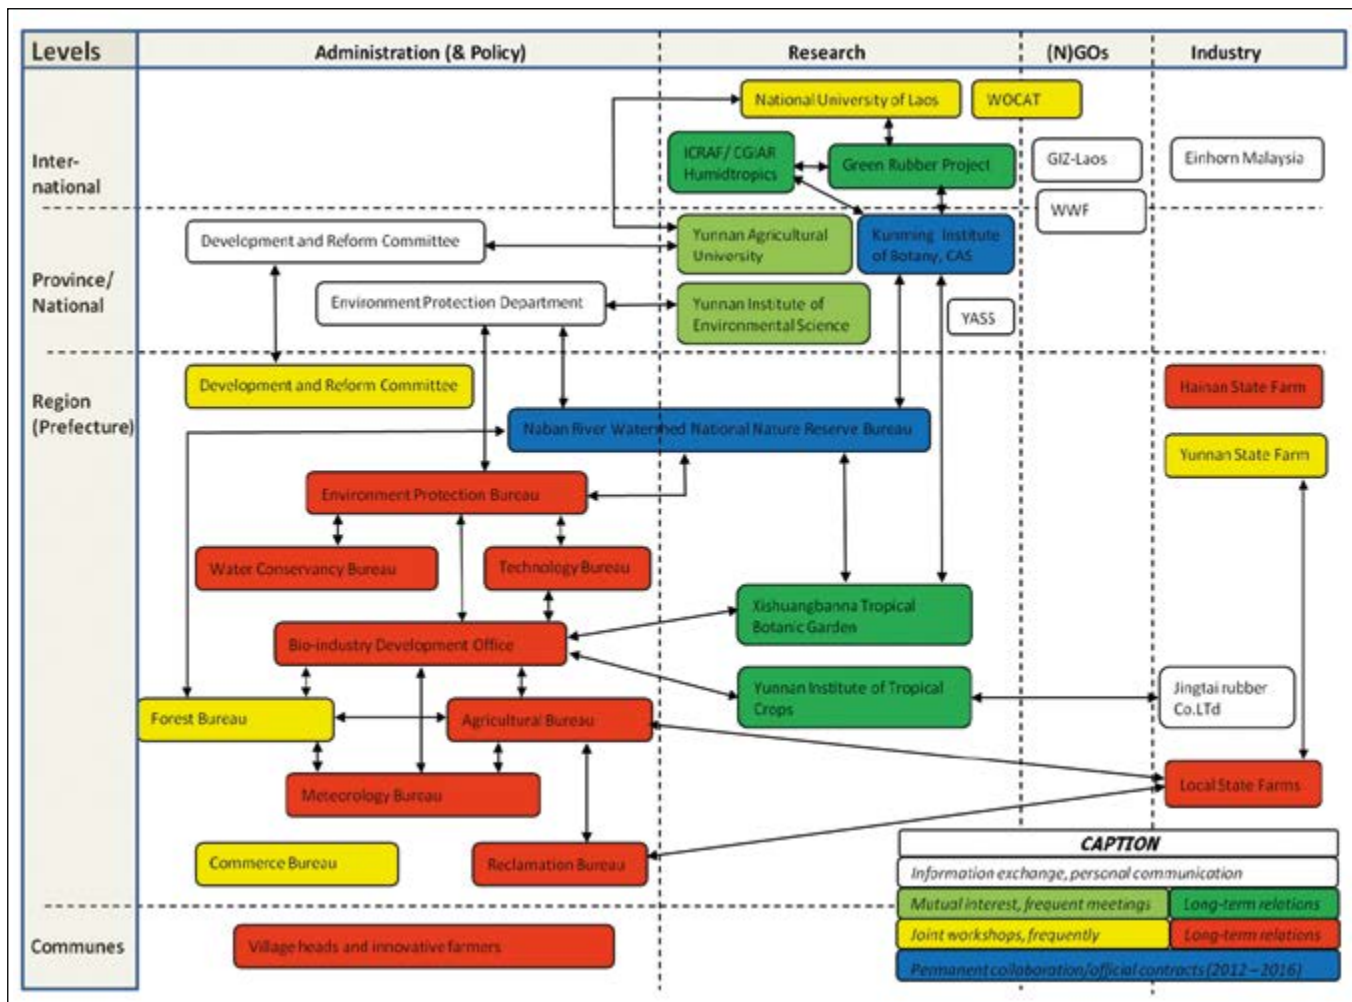 Levels
Administration (& Policy)
Research
(N)GOs
Industry
Inter-
national
National University of Laos
WOCAT
ICRAF/ CGIAR
Humidtropics
Green Rubber Project
GIZ-Laos
Einhorn Malaysia
WWF
Province/
National
Development and Reform Committee
Yunnan Agricultural
University
Kunming Institute
of Botany, CAS
Environment Protection Department
Yunnan Institute of
Environmental Science
YASS
Region
(Prefecture)
Development and Reform Committee
Hainan State Farm
Naban River Watershed National Nature Reserve Bureau
Yunnan State Farm
Environment Protection Bureau
Water Conservancy Bureau
Technology Bureau
Xishuangbanna Tropical
Botanic Garden
Bio-industry Development Office
Yunnan Institute of Tropical
Crops
Jingtai rubber
Co.LTd
Forest Bureau
Agricultural Bureau
Meteorology Bureau
Local State Farms
Commerce Bureau
Reclamation Bureau
CAPTION
Information exchange, personal communication
Mutual interest, frequent meetings
Long-term relations
Joint workshops, frequently
Long-term relations
Permanent collaboration/official contracts (2012 – 2016)
Communes
Village heads and innovative farmers